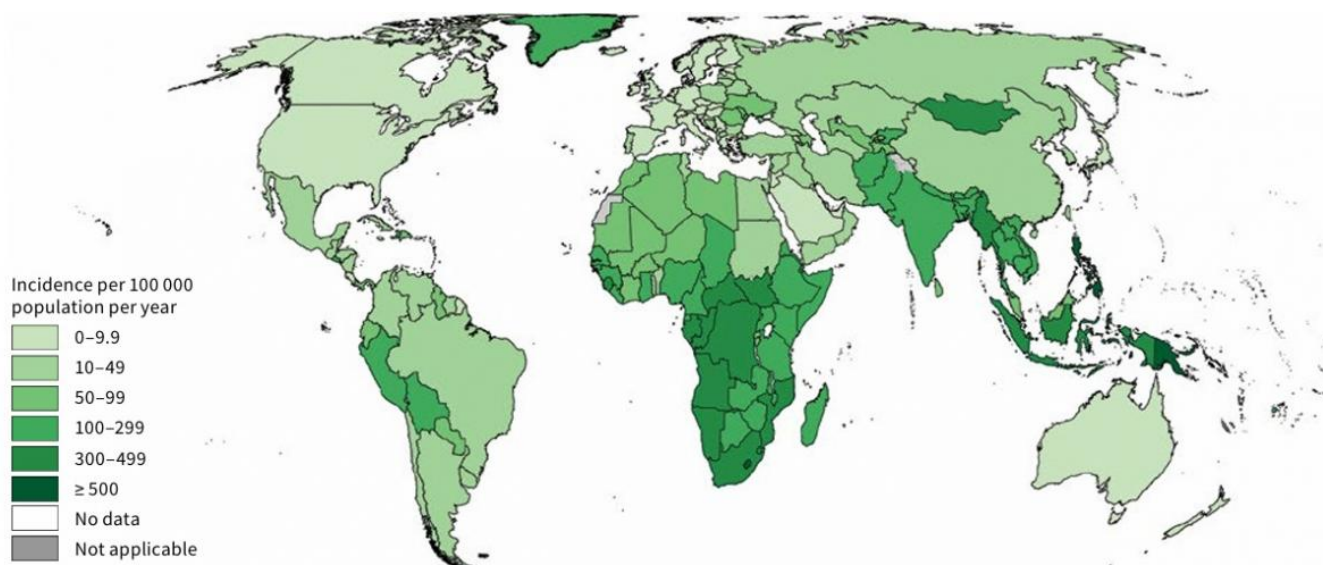 Incidence per 100 000
population per year
0–9.9
10–49
50–99
100–299
300–499
≥ 500
No data
Not applicable